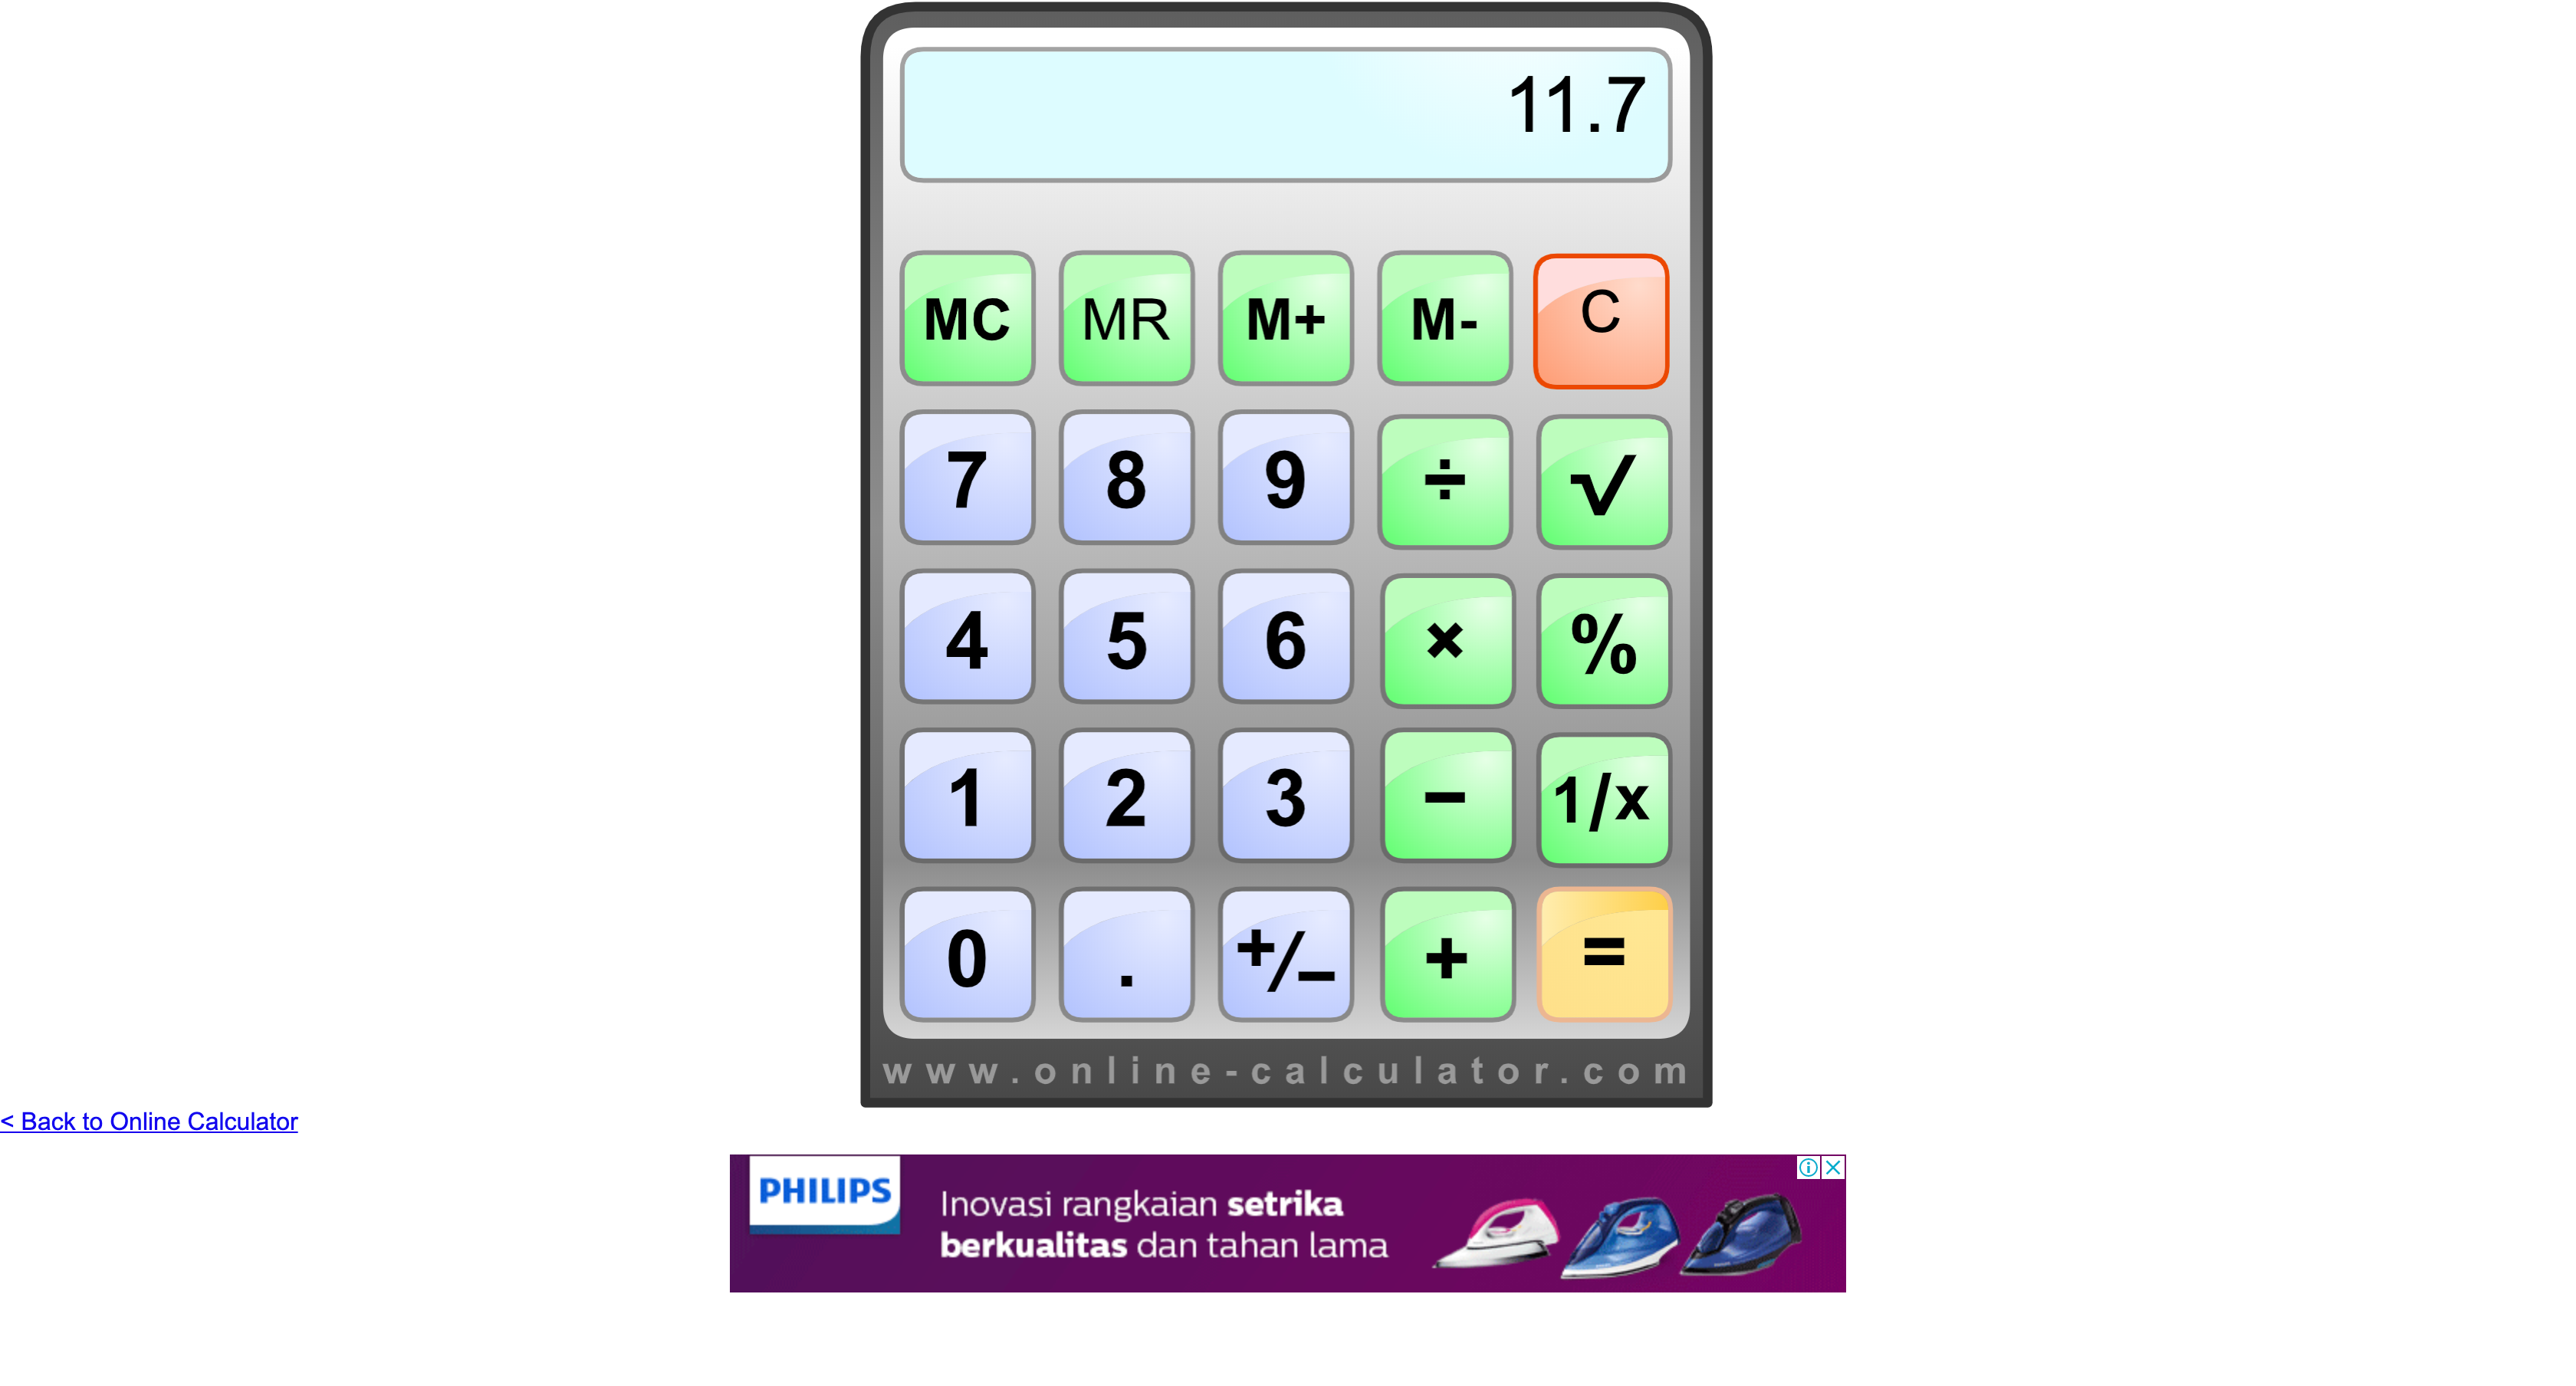 11.7
MC MR M+ M- C
7 8 9 ÷ √
4 5 6 × %
1 2 3 − 1/x
0 . +/− + =
www.online-calculator.com
< Back to Online Calculator
PHILIPS
Inovasi rangkaian setrika
berkualitas dan tahan lama